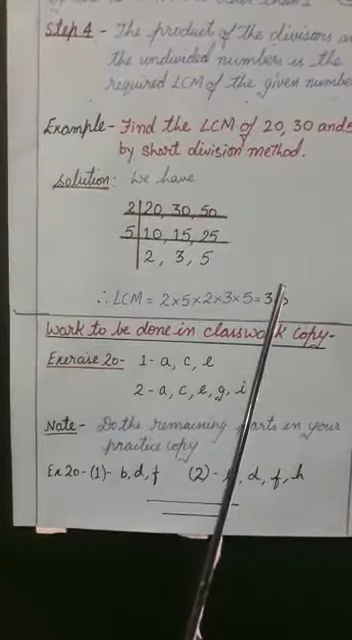 Step 4 - The product of the divisors
the undivided numbers is the
required LCM of the given
Example - Find the LCM of 20, 30 and
by short division method.
Solution: We have
2 | 20, 30, 50
5 | 10, 15, 25
2, 3, 5
∴ LCM = 2×5×2×3×5=
Work to be done in classwork copy-
Exercise 20- 1- a, c, e
2- a, c, e, g, i
Note- Do the remaining parts in your
practice copy
Ex 20-(1)- b, d, f (2)- d, f, h